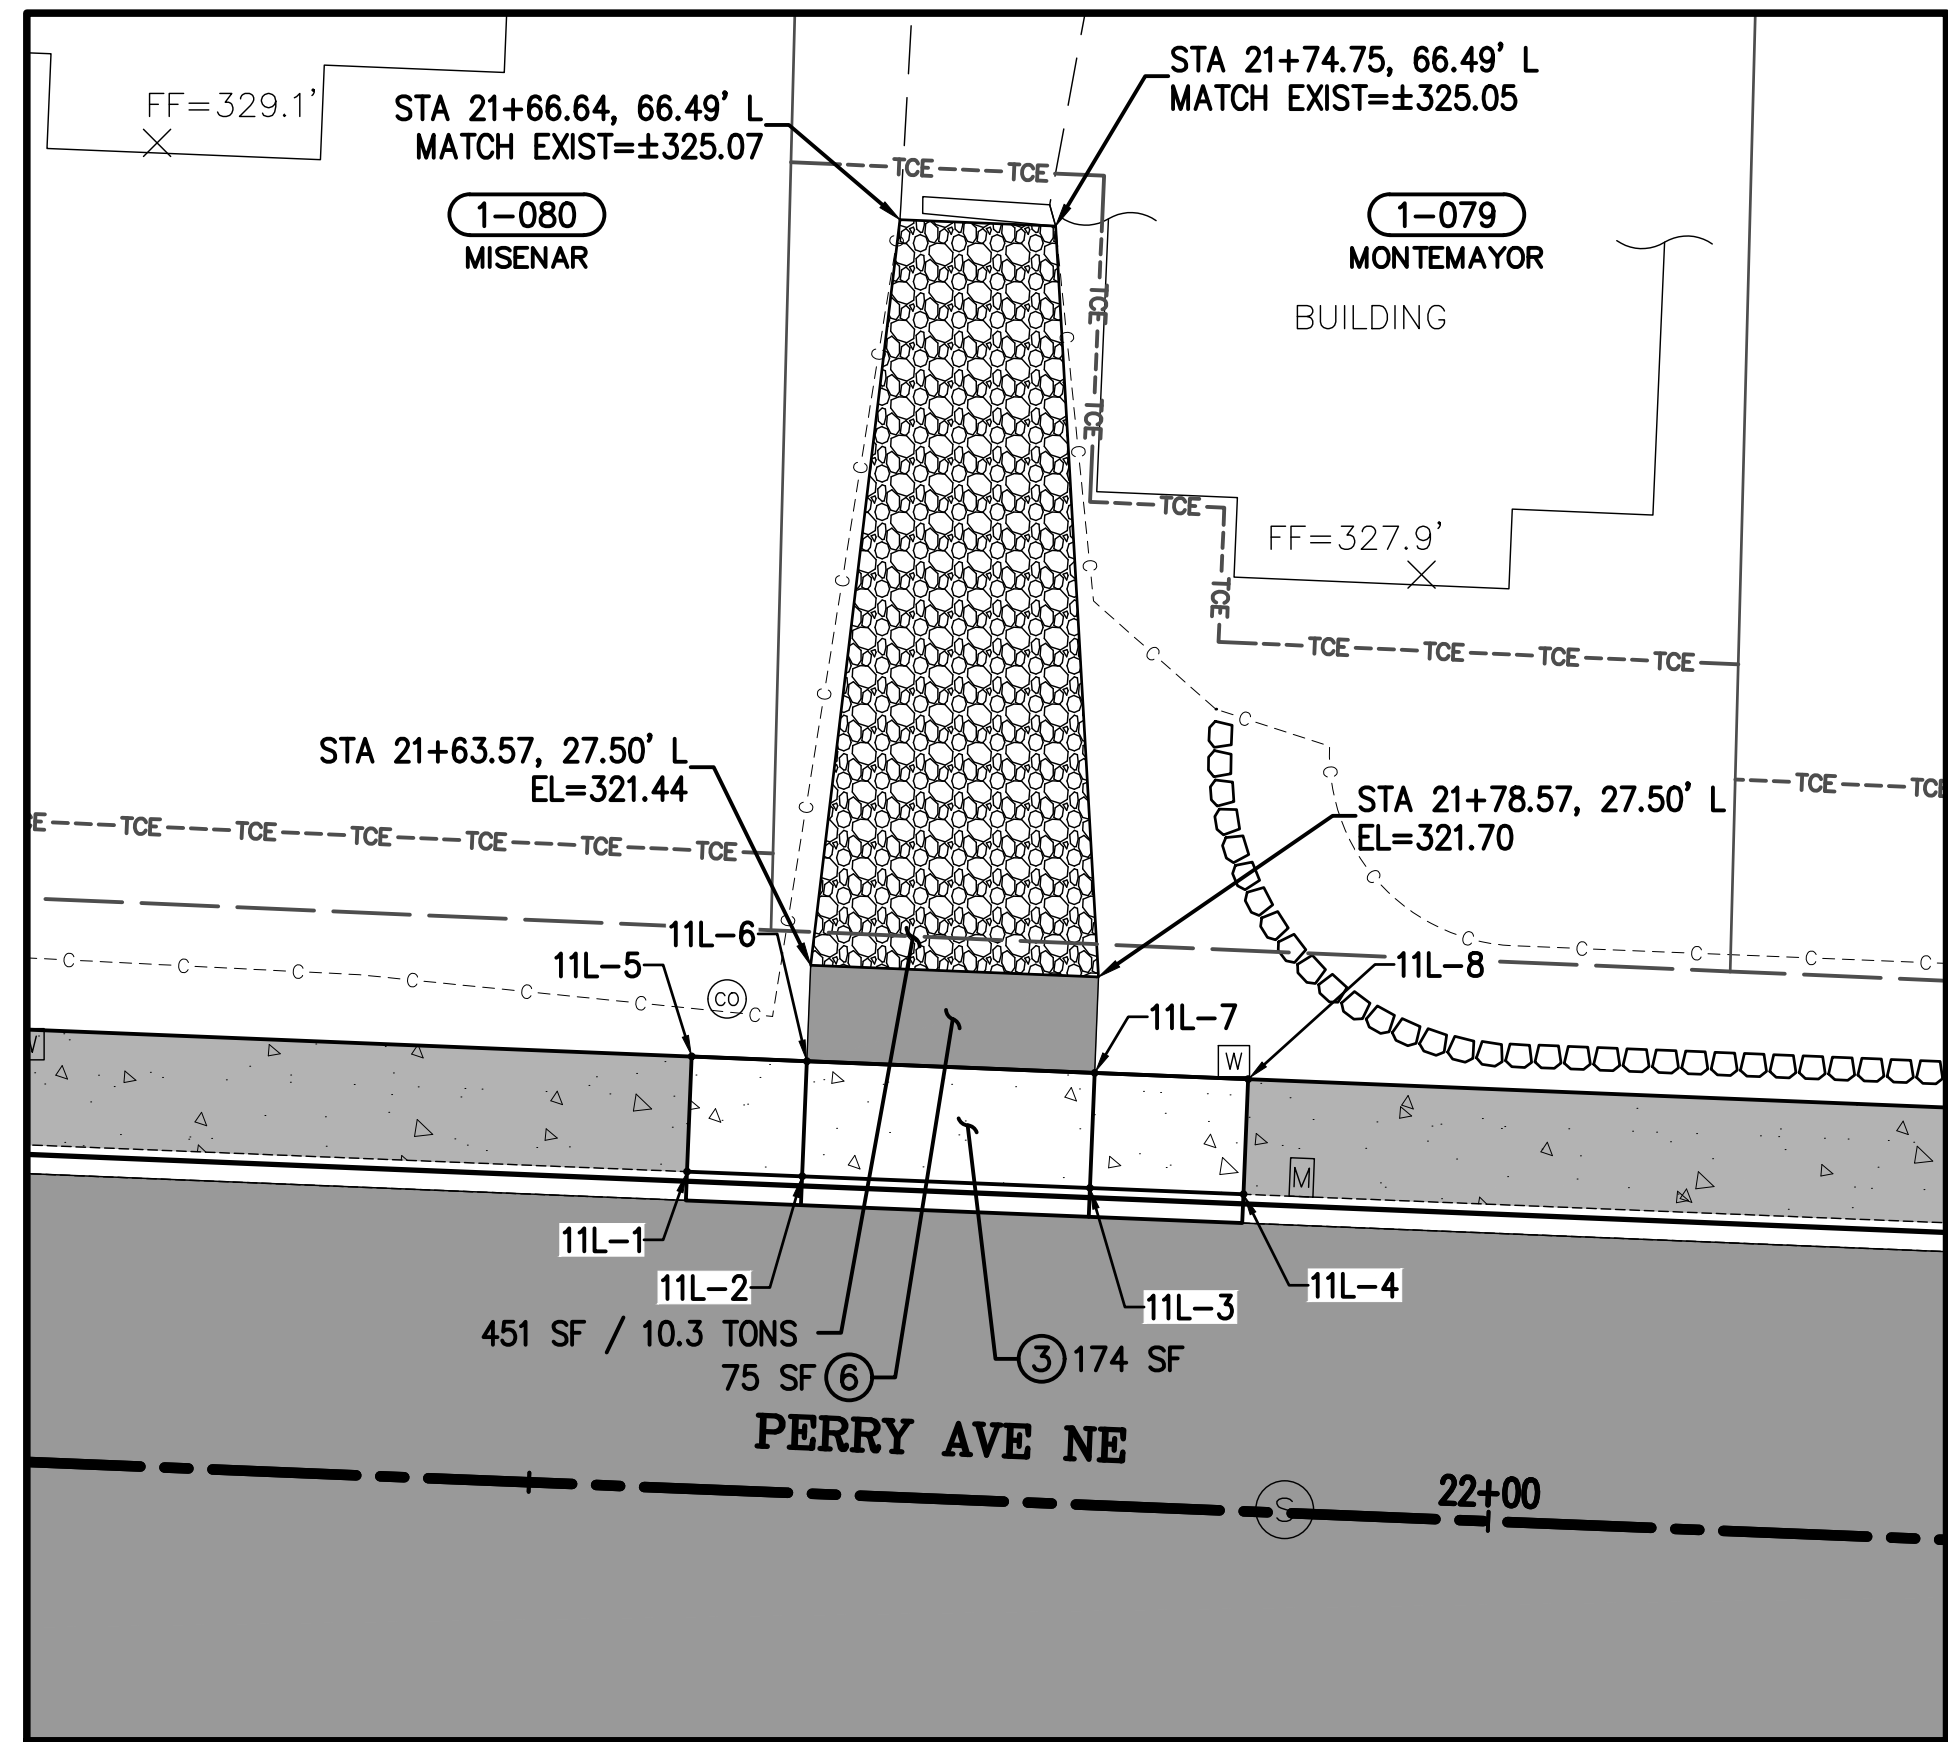 STA 21+74.75, 66.49' L
MATCH EXIST=±325.05
FF=329.1'
STA 21+66.64, 66.49' L
MATCH EXIST=±325.07
TCE TCE
1-080
MISENAR
1-079
MONTEMAYOR
C
TCE
BUILDING
C
C
TCE
C
C
TCE
FF=327.9'
C
C
TCE
C
TCE TCE TCE TCE
C
C
STA 21+63.57, 27.50' L
EL=321.44
C
TCE TC
STA 21+78.57, 27.50' L
EL=321.70
C
E TCE TCE TCE TCE TCE TCE
C
C
11L-6
C C C C C
11L-5
11L-8
C C C C C C C
CO
11L-7
W
W
M
11L-1
11L-2
11L-3
11L-4
451 SF / 10.3 TONS
75 SF 6
3 174 SF
PERRY AVE NE
22+00
S